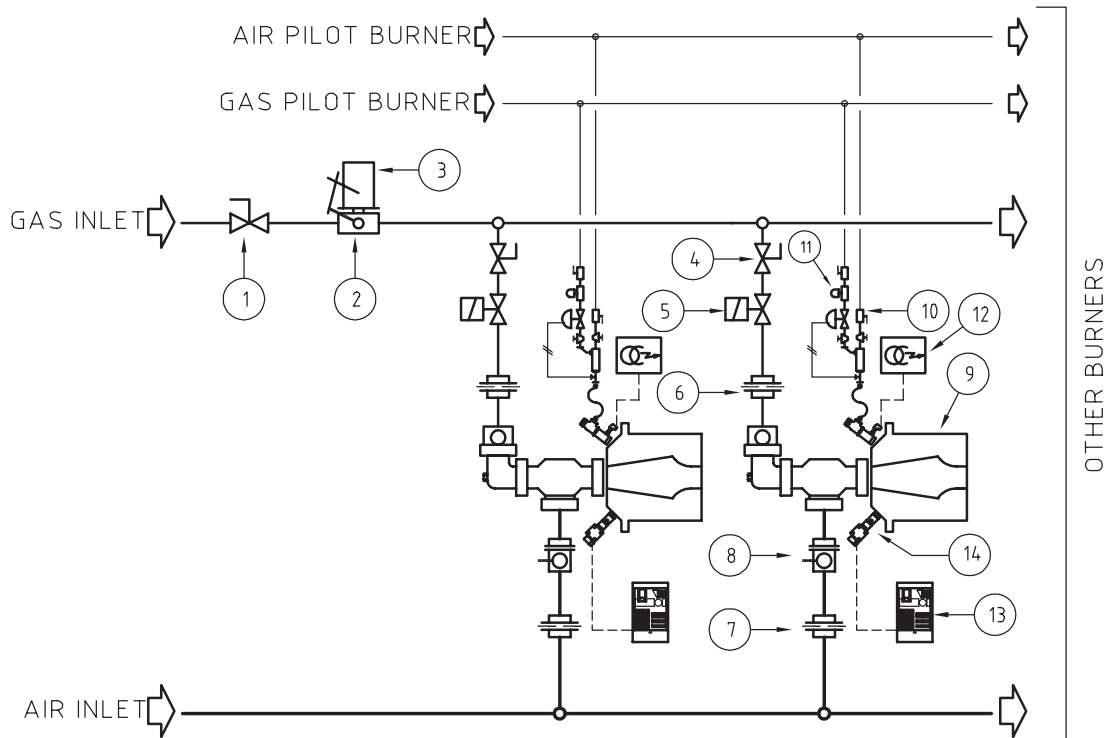 AIR PILOT BURNER
GAS PILOT BURNER
3
GAS INLET
1
2
4
11
5
10
12
6
9
OTHER BURNERS
8
14
7
13
AIR INLET